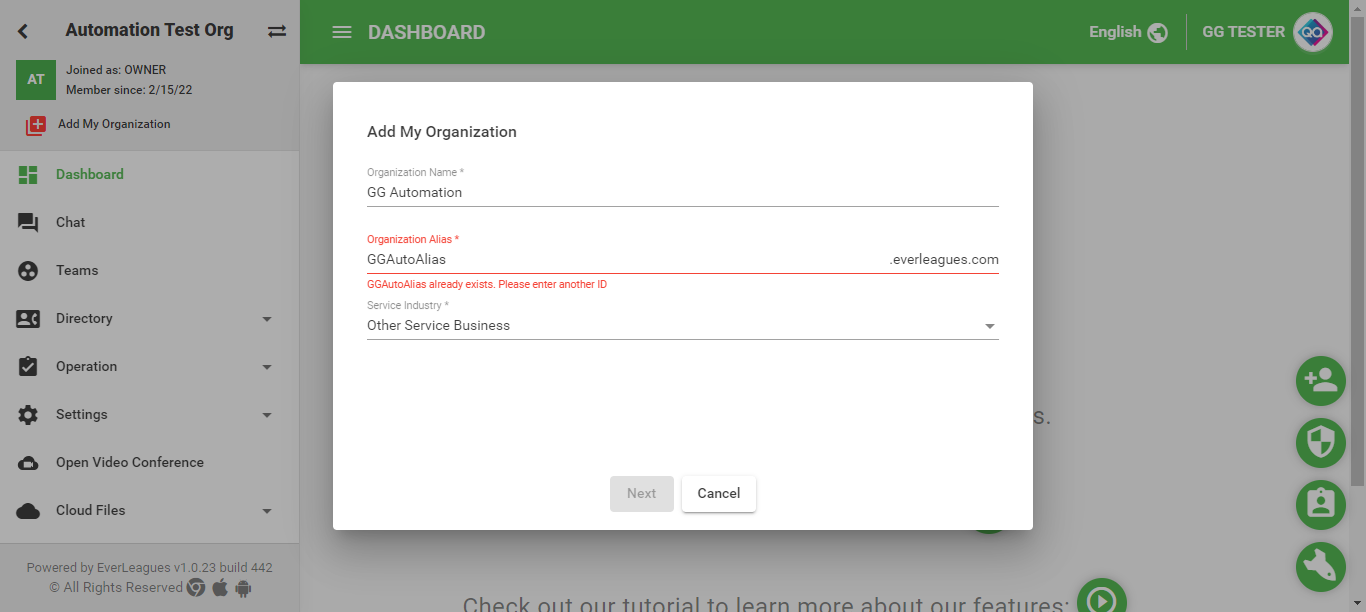 Automation Test Org
AT
Joined as: OWNER
Member since: 2/15/22
Add My Organization
Dashboard
Chat
Teams
Directory
Operation
Settings
Open Video Conference
Cloud Files
Powered by EverLeagues v1.0.23 build 442
© All Rights Reserved
DASHBOARD
English
GG TESTER
QA
Add My Organization
Organization Name *
GG Automation
Organization Alias *
GGAutoAlias .everleagues.com
GGAutoAlias already exists. Please enter another ID
Service Industry *
Other Service Business
Next Cancel
s.
Check out our tutorial to learn more about our features: